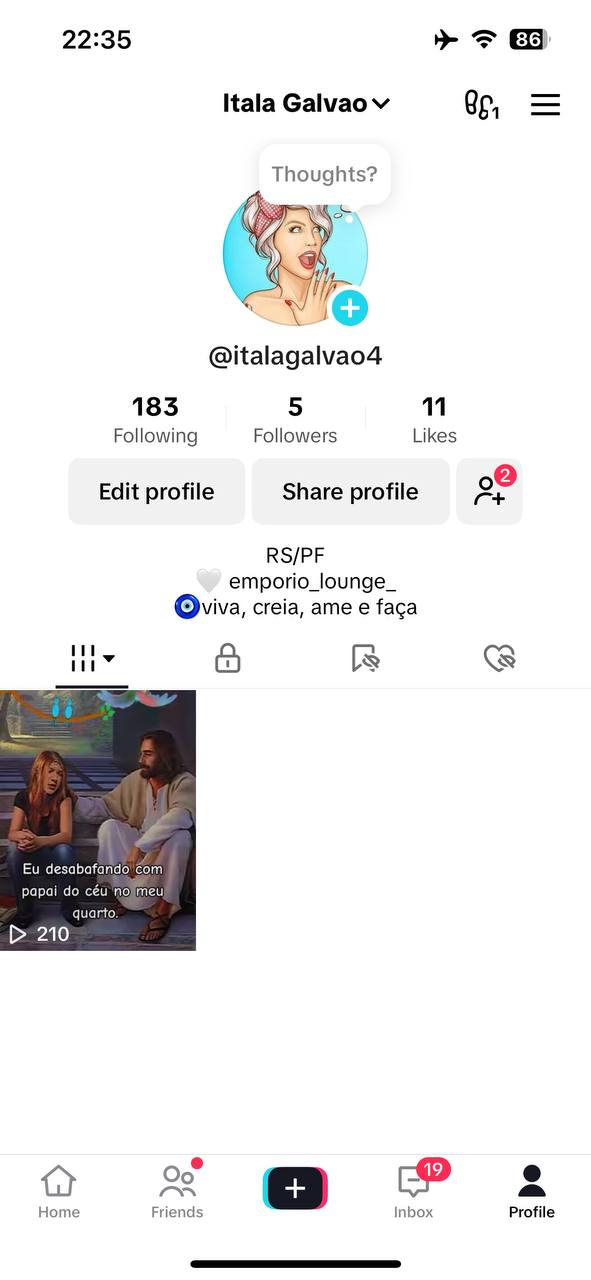 22:35
86
Itala Galvao
1
Thoughts?
@italagalvao4
183 5 11
Following Followers Likes
Edit profile Share profile 2
RS/PF
🤍 emporio_lounge_
🧿viva, creia, ame e faça
Eu desabafando com
papai do céu no meu
quarto.
210
19
Home Friends Inbox Profile